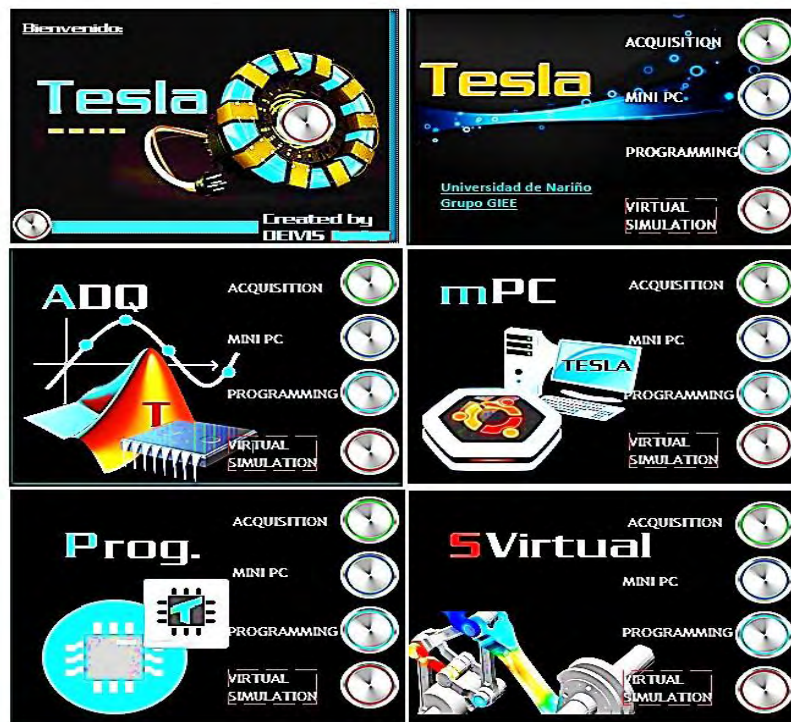 Bienvenido:
Tesla
Created by
DEIVIS
Tesla
ACQUISITION
MINI PC
PROGRAMMING
VIRTUAL
SIMULATION
Universidad de Nariño
Grupo GIEE
ADQ
ACQUISITION
MINI PC
PROGRAMMING
VIRTUAL
SIMULATION
T
mPC
ACQUISITION
MINI PC
PROGRAMMING
VIRTUAL
SIMULATION
TESLA
Prog.
ACQUISITION
MINI PC
PROGRAMMING
VIRTUAL
SIMULATION
T
SVirtual
ACQUISITION
MINI PC
PROGRAMMING
VIRTUAL
SIMULATION